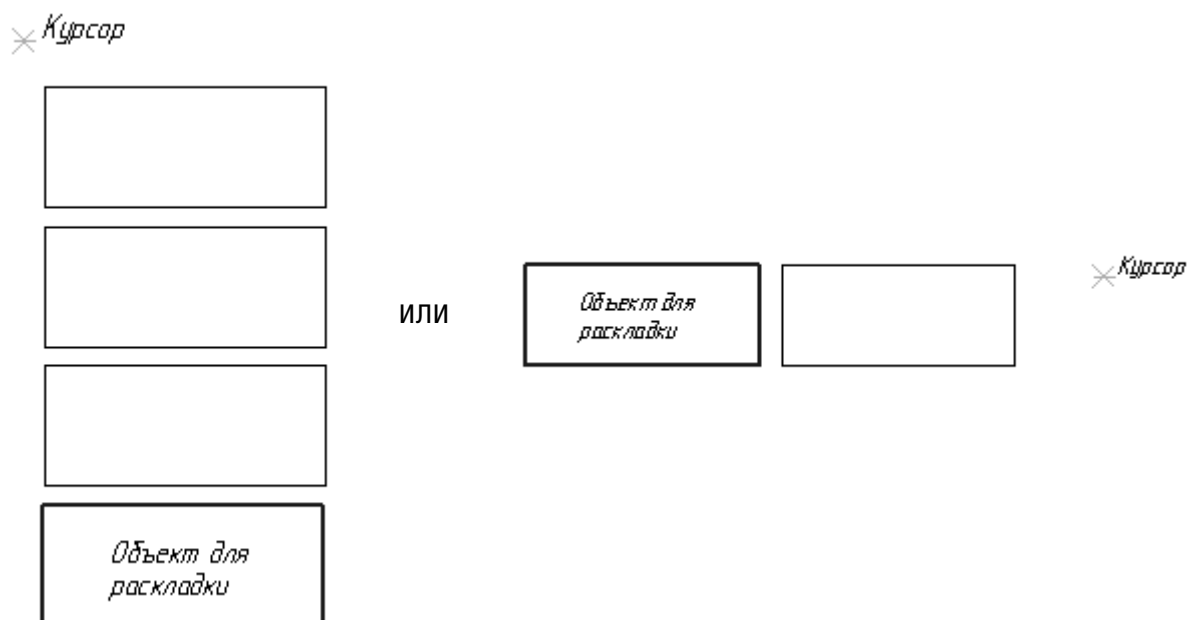 Курсор
или
Объект для
раскладки
Курсор
Объект для
раскладки